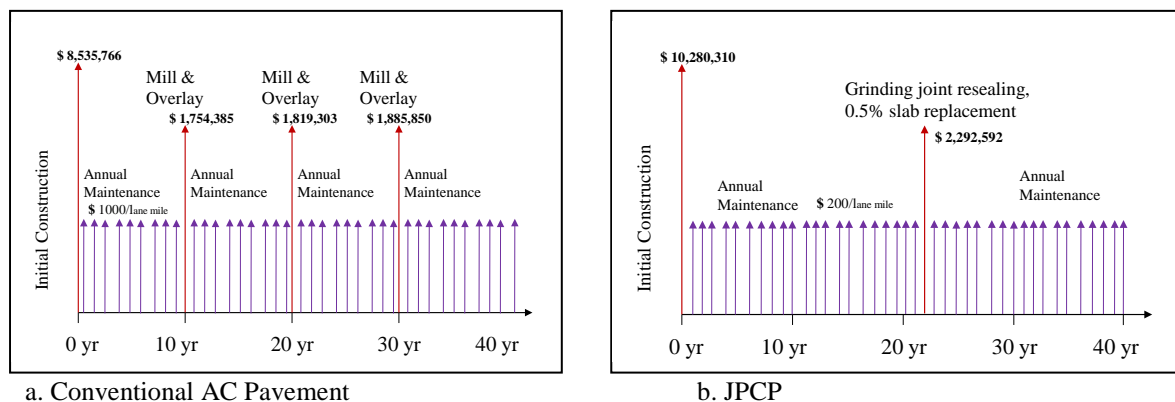 $ 8,535,766
Mill &
Overlay
$ 1,754,385
Mill &
Overlay
$ 1,819,303
Mill &
Overlay
$ 1,885,850
Annual
Maintenance
$ 1000/lane mile
Annual
Maintenance
Annual
Maintenance
Annual
Maintenance
Initial Construction
0 yr 10 yr 20 yr 30 yr 40 yr
a. Conventional AC Pavement
$ 10,280,310
Grinding joint resealing,
0.5% slab replacement
$ 2,292,592
Annual
Maintenance
$ 200/lane mile
Annual
Maintenance
Initial Construction
0 yr 10 yr 20 yr 30 yr 40 yr
b. JPCP